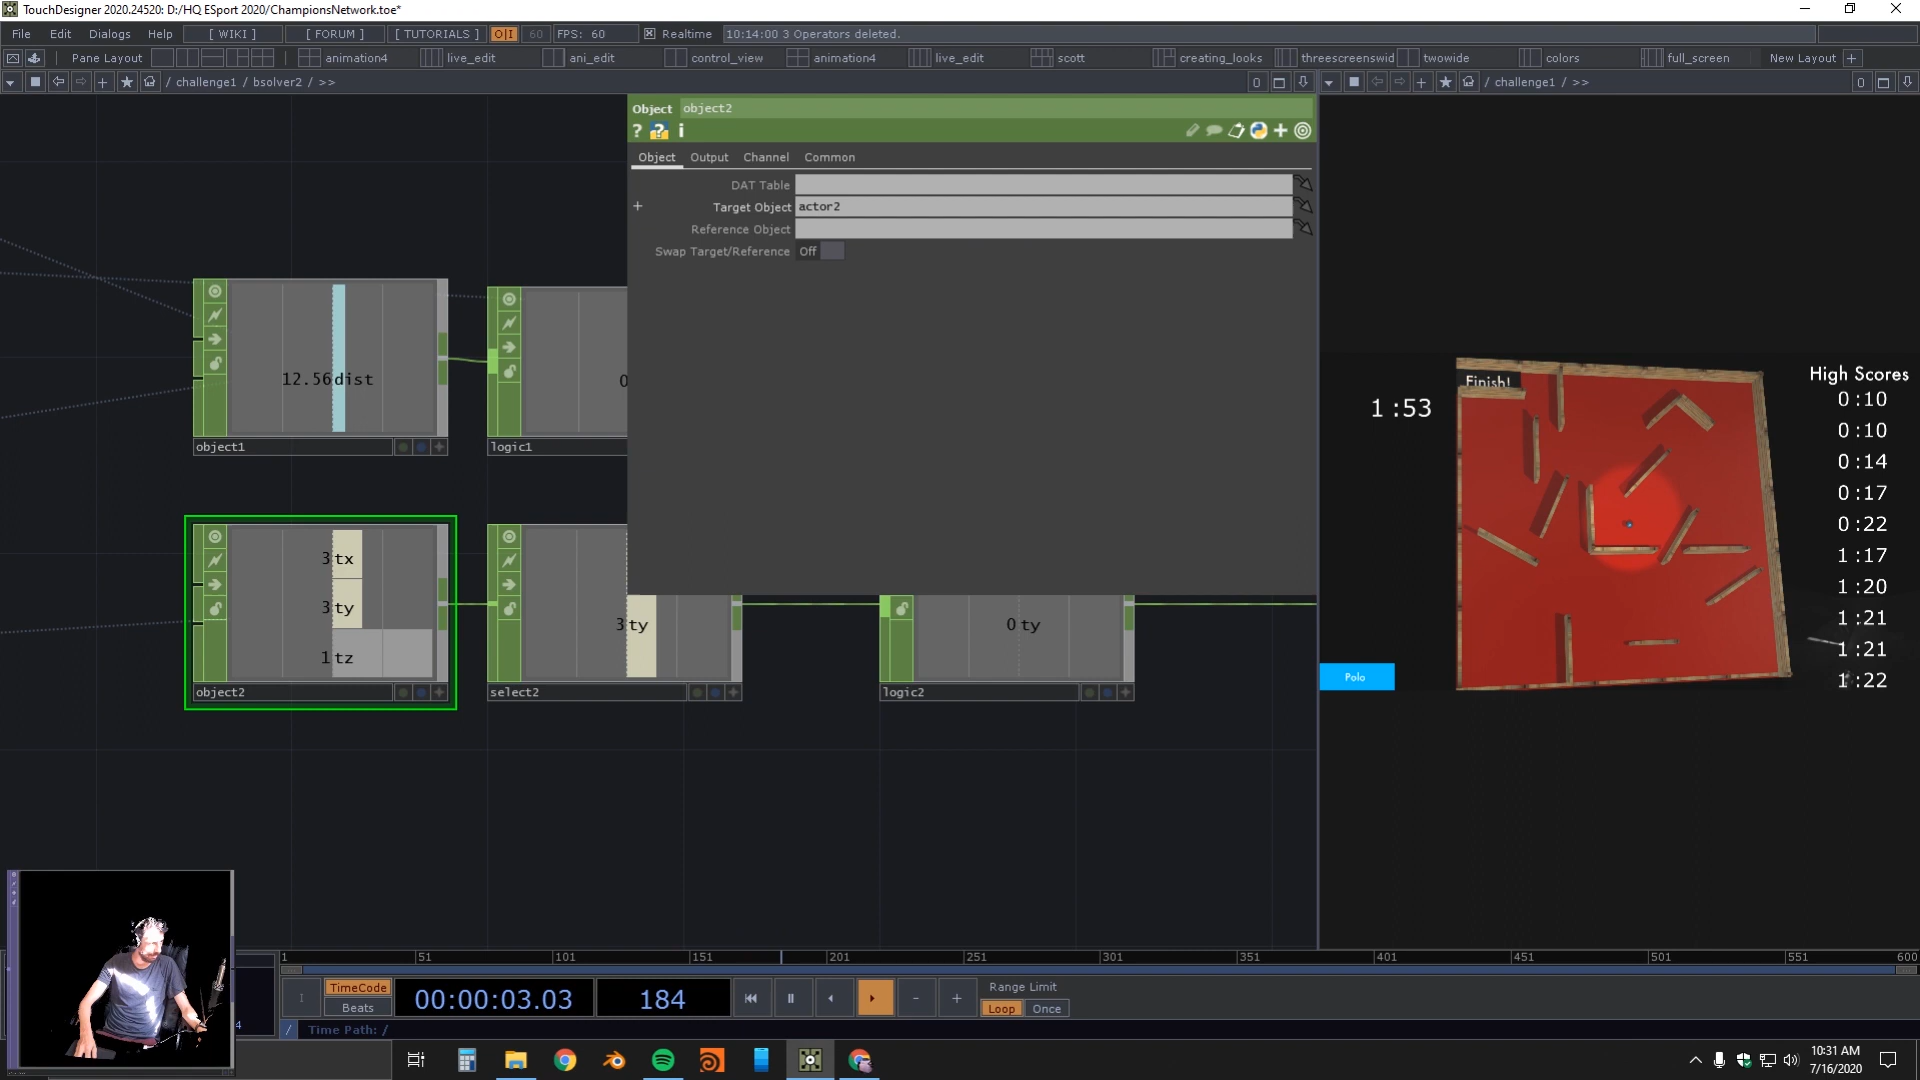 TouchDesigner 2020.24520: D:/HQ ESport 2020/ChampionsNetwork.toe*
File Edit Dialogs Help [ WIKI ] [ FORUM ] [ TUTORIALS ] O|I 60 FPS: 60 Realtime 10:14:00 3 Operators deleted.
Pane Layout animation4 live_edit ani_edit control_view animation4 live_edit scott creating_looks threescreenswid twowide colors full_screen New Layout +
/ challenge1 / bsolver2 / >> 0 / challenge1 / >> 0
Object object2
? ? i
Object Output Channel Common
DAT Table
+ Target Object actor2
Reference Object
Swap Target/Reference Off
12.56 dist
0
object1
logic1
3 tx
3 ty
1 tz
object2
3 ty
select2
0 ty
logic2
Finish!
1 :53
High Scores
0 :10
0 :10
0 :14
0 :17
0 :22
1 :17
1 :20
1 :21
1 :21
1 :22
Polo
1 51 101 151 201 251 301 351 401 451 501 551 600
I TimeCode
Beats
00:00:03.03 184
- +
Range Limit
Loop Once
/ Time Path: /
4
10:31 AM
7/16/2020